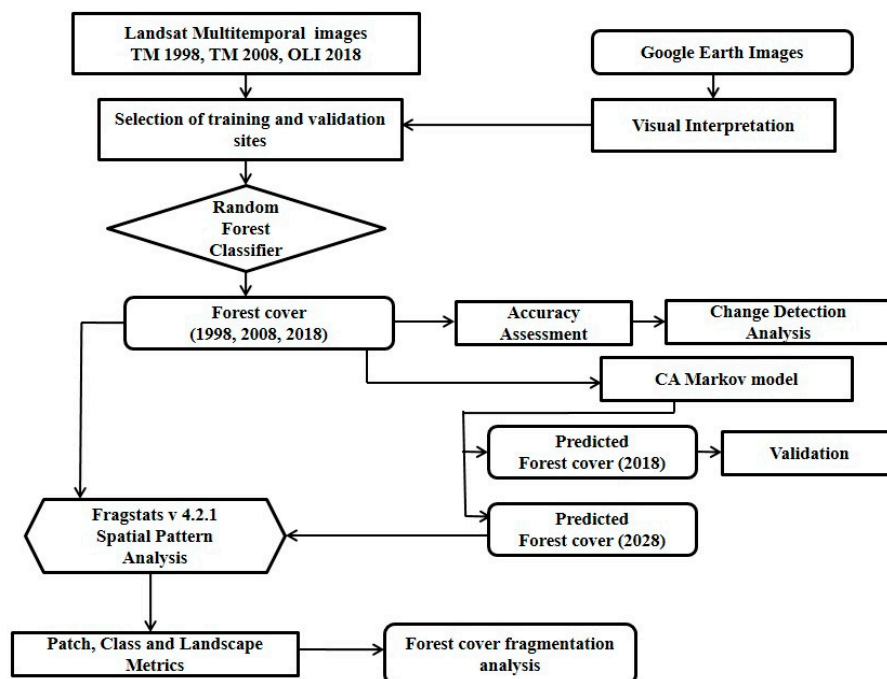 Landsat Multitemporal images
TM 1998, TM 2008, OLI 2018
Google Earth Images
Selection of training and validation
sites
Visual Interpretation
Random
Forest
Classifier
Forest cover
(1998, 2008, 2018)
Accuracy
Assessment
Change Detection
Analysis
CA Markov model
Predicted
Forest cover (2018)
Validation
Fragstats v 4.2.1
Spatial Pattern
Analysis
Predicted
Forest cover (2028)
Patch, Class and Landscape
Metrics
Forest cover fragmentation
analysis